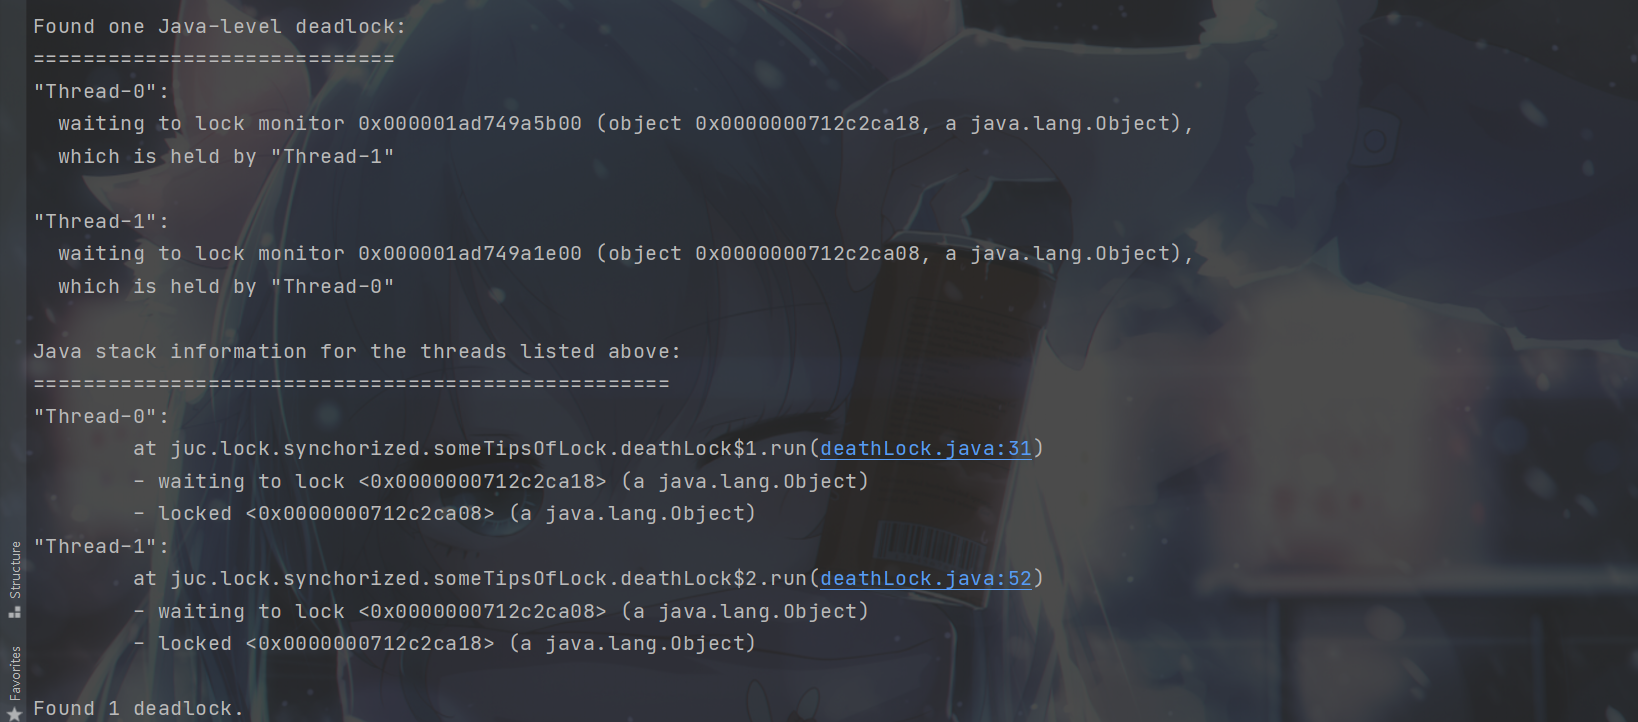 Found one Java-level deadlock:
=============================
"Thread-0":
  waiting to lock monitor 0x000001ad749a5b00 (object 0x0000000712c2ca18, a java.lang.Object),
  which is held by "Thread-1"

"Thread-1":
  waiting to lock monitor 0x000001ad749a1e00 (object 0x0000000712c2ca08, a java.lang.Object),
  which is held by "Thread-0"

Java stack information for the threads listed above:
===================================================
"Thread-0":
        at juc.lock.synchorized.someTipsOfLock.deathLock$1.run(deathLock.java:31)
        - waiting to lock <0x0000000712c2ca18> (a java.lang.Object)
        - locked <0x0000000712c2ca08> (a java.lang.Object)
"Thread-1":
        at juc.lock.synchorized.someTipsOfLock.deathLock$2.run(deathLock.java:52)
        - waiting to lock <0x0000000712c2ca08> (a java.lang.Object)
        - locked <0x0000000712c2ca18> (a java.lang.Object)

Found 1 deadlock.
Structure
Favorites